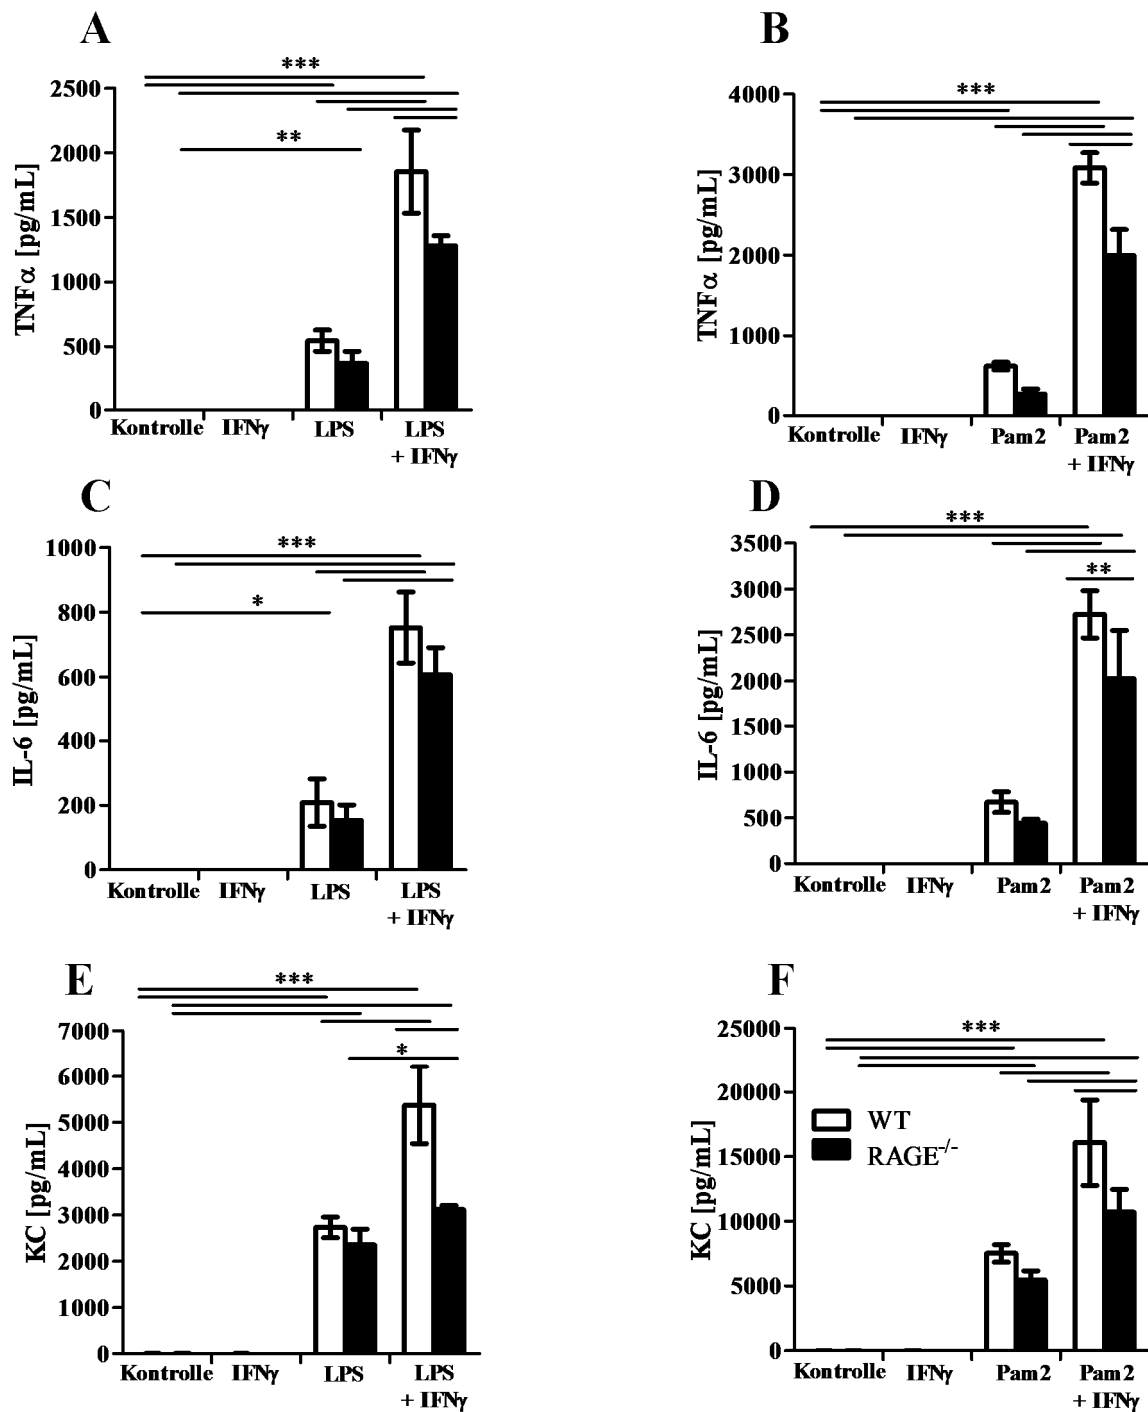 A
***
**
TNFα [pg/mL]
2500
2000
1500
1000
500
0
Kontrolle IFNγ LPS LPS
+ IFNγ
B
***
TNFα [pg/mL]
4000
3000
2000
1000
0
Kontrolle IFNγ Pam2 Pam2
+ IFNγ
C
***
*
IL-6 [pg/mL]
1000
800
600
400
200
0
Kontrolle IFNγ LPS LPS
+ IFNγ
D
***
**
IL-6 [pg/mL]
3500
3000
2500
2000
1500
1000
500
0
Kontrolle IFNγ Pam2 Pam2
+ IFNγ
E
***
*
KC [pg/mL]
7000
6000
5000
4000
3000
2000
1000
0
Kontrolle IFNγ LPS LPS
+ IFNγ
F
***
KC [pg/mL]
25000
20000
15000
10000
5000
0
WT
RAGE-/-
Kontrolle IFNγ Pam2 Pam2
+ IFNγ